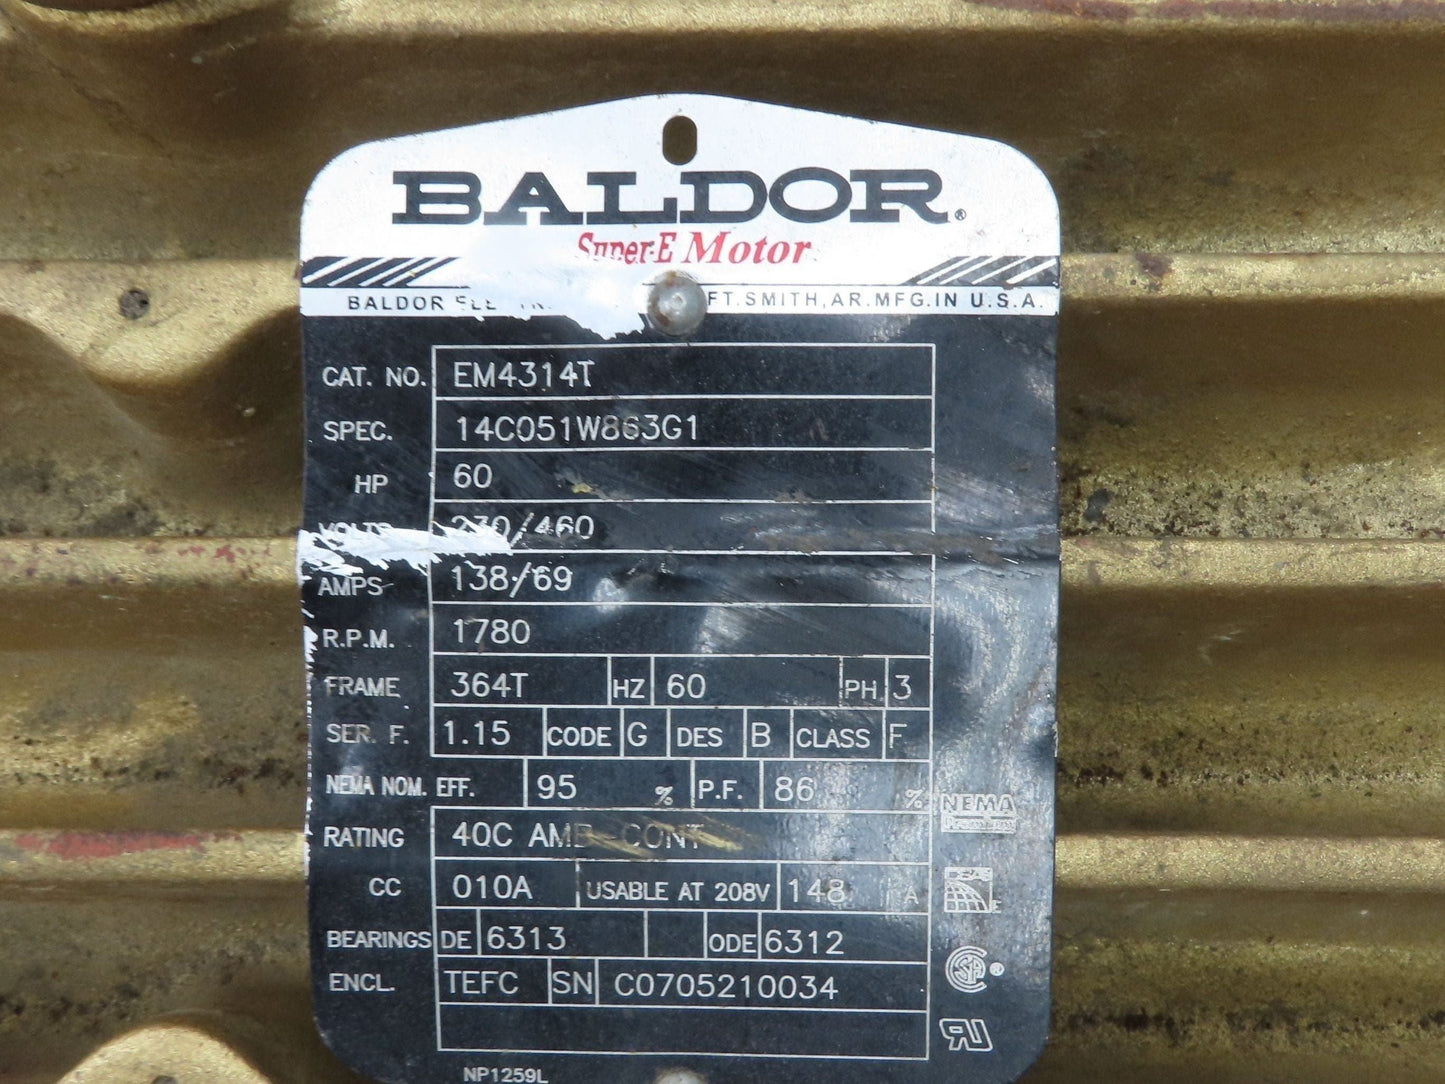 BALDOR®
Super-E Motor
BALDOR FT. SMITH, AR. MFG. IN U.S.A.
CAT. NO. EM4314T
SPEC. 14C051W863G1
HP 60
VOLTS 230/460
AMPS 138/69
R.P.M. 1780
FRAME 364T HZ 60 PH 3
SER. F. 1.15 CODE G DES B CLASS F
NEMA NOM. EFF. 95 % P.F. 86 %
NEMA
RATING 40C AMB-CONT
CC 010A USABLE AT 208V 148 A
BEARINGS DE 6313 ODE 6312
ENCL. TEFC SN C0705210034
NP1259L